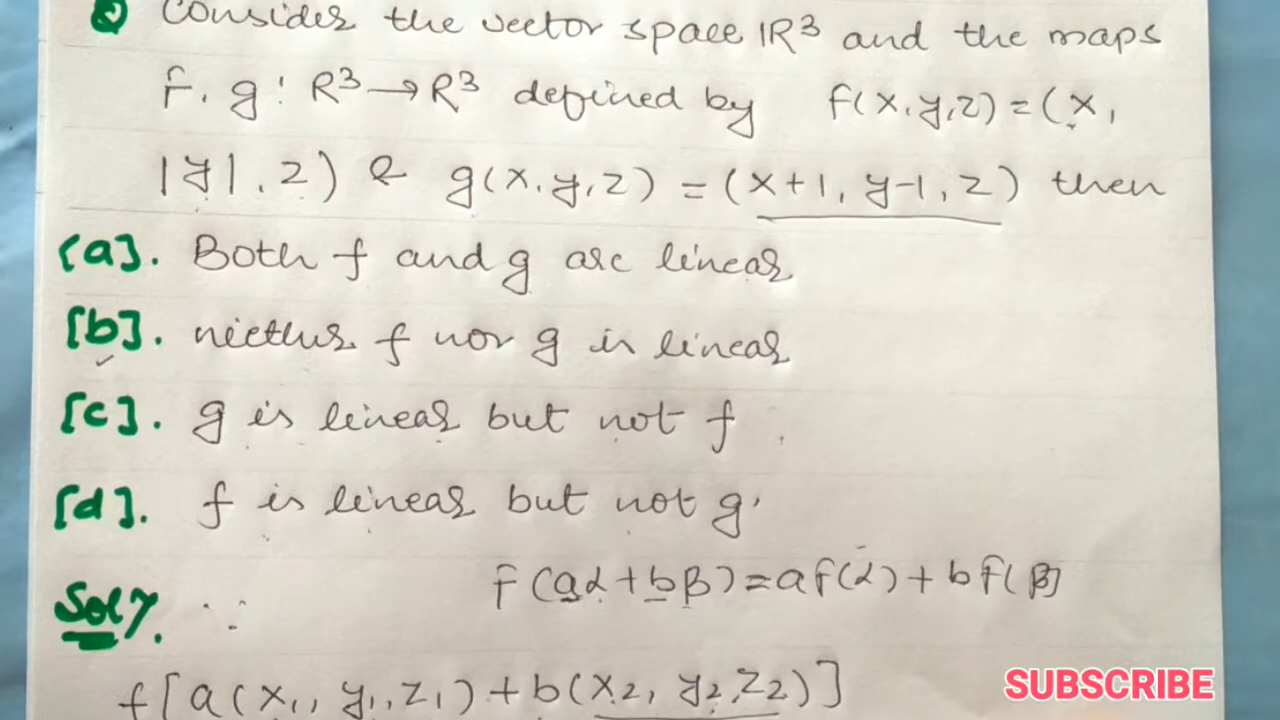 Q Consider the vector space IR³ and the maps
f, g : R³ → R³ defined by f(x, y, z) = (x,
|y|, z) & g(x, y, z) = (x+1, y-1, z) then
[a]. Both f and g are linear
[b]. niether f nor g is linear
[c]. g is linear but not f
[d]. f is linear but not g.
f(aα + bβ) = af(α) + bf(β)
Solⁿ. ∵
f[a(x₁, y₁, z₁) + b(x₂, y₂, z₂)]
SUBSCRIBE